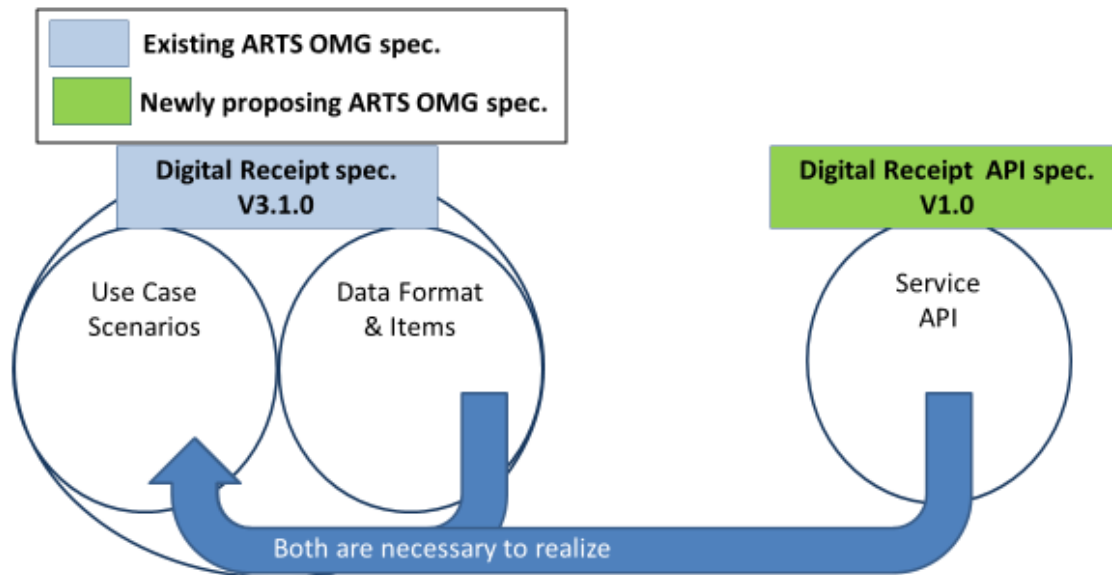 Existing ARTS OMG spec.
Newly proposing ARTS OMG spec.
Digital Receipt spec.
V3.1.0
Digital Receipt API spec.
V1.0
Use Case
Scenarios
Data Format
& Items
Service
API
Both are necessary to realize